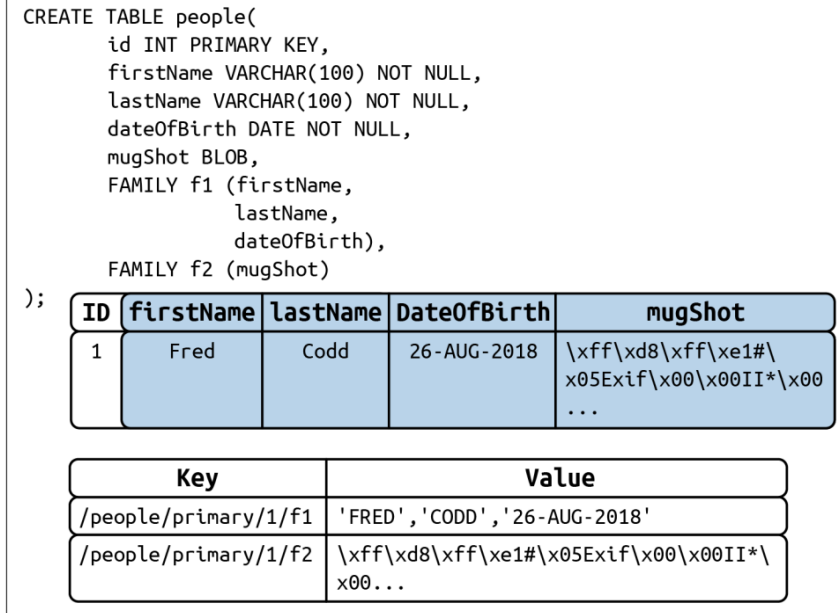 CREATE TABLE people(
id INT PRIMARY KEY,
firstName VARCHAR(100) NOT NULL,
lastName VARCHAR(100) NOT NULL,
dateOfBirth DATE NOT NULL,
mugShot BLOB,
FAMILY f1 (firstName,
lastName,
dateOfBirth),
FAMILY f2 (mugShot)
);
ID firstName lastName DateOfBirth mugShot
1 Fred Codd 26-AUG-2018 \xff\xd8\xff\xe1#\
x05Exif\x00\x00II*\x00
...
Key Value
/people/primary/1/f1 'FRED','CODD','26-AUG-2018'
/people/primary/1/f2 \xff\xd8\xff\xe1#\x05Exif\x00\x00II*\
x00...